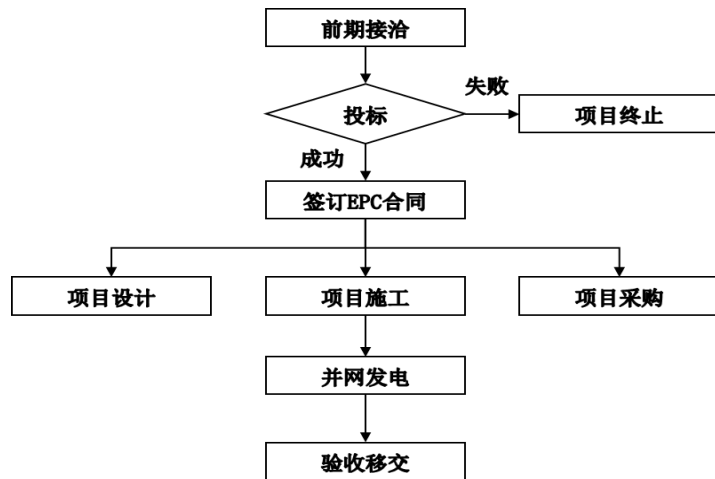 前期接洽
失败
投标
项目终止
成功
签订EPC合同
项目设计
项目施工
项目采购
并网发电
验收移交